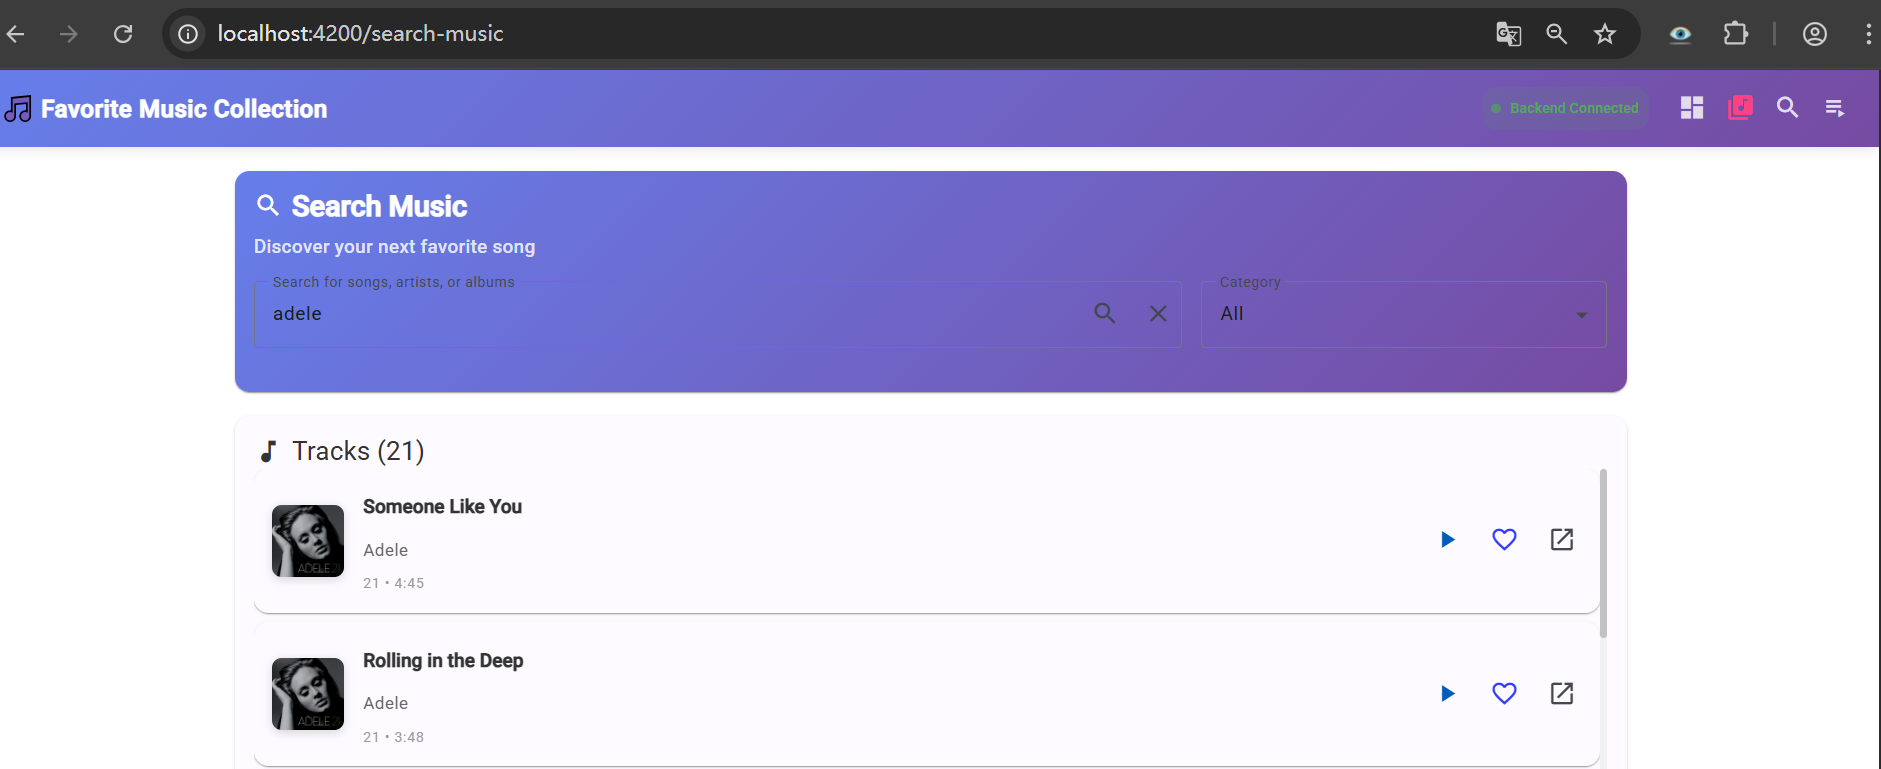 localhost:4200/search-music
Favorite Music Collection
Backend Connected
Search Music
Discover your next favorite song
Search for songs, artists, or albums
Category
adele
All
Tracks (21)
Someone Like You
Adele
21 • 4:45
ADELE 21
Rolling in the Deep
Adele
21 • 3:48
ADELE 21